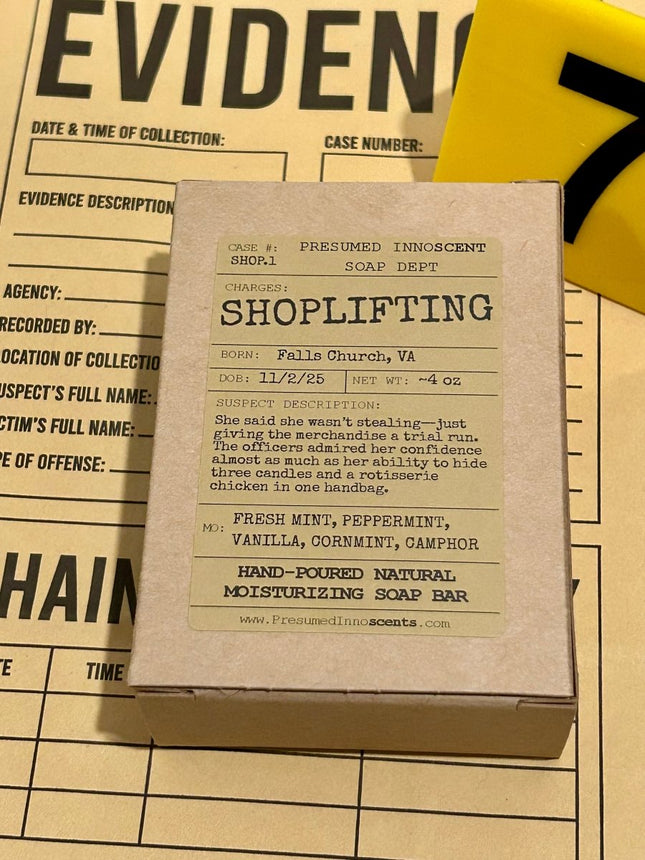 EVIDEN
7
DATE & TIME OF COLLECTION:
CASE NUMBER:
EVIDENCE DESCRIPTION
AGENCY:
RECORDED BY:
OCATION OF COLLECTIO
USPECT'S FULL NAME:
CTIM'S FULL NAME:
PE OF OFFENSE:
HAIN
TE
TIME
CASE #: PRESUMED INNOSCENT
SHOP.1 SOAP DEPT
CHARGES:
SHOPLIFTING
BORN: Falls Church, VA
DOB: 11/2/25 NET WT: ~4 oz
SUSPECT DESCRIPTION:
She said she wasn't stealing—just
giving the merchandise a trial run.
The officers admired her confidence
almost as much as her ability to hide
three candles and a rotisserie
chicken in one handbag.
MO: FRESH MINT, PEPPERMINT,
VANILLA, CORNMINT, CAMPHOR
HAND-POURED NATURAL
MOISTURIZING SOAP BAR
www.PresumedInnoscents.com